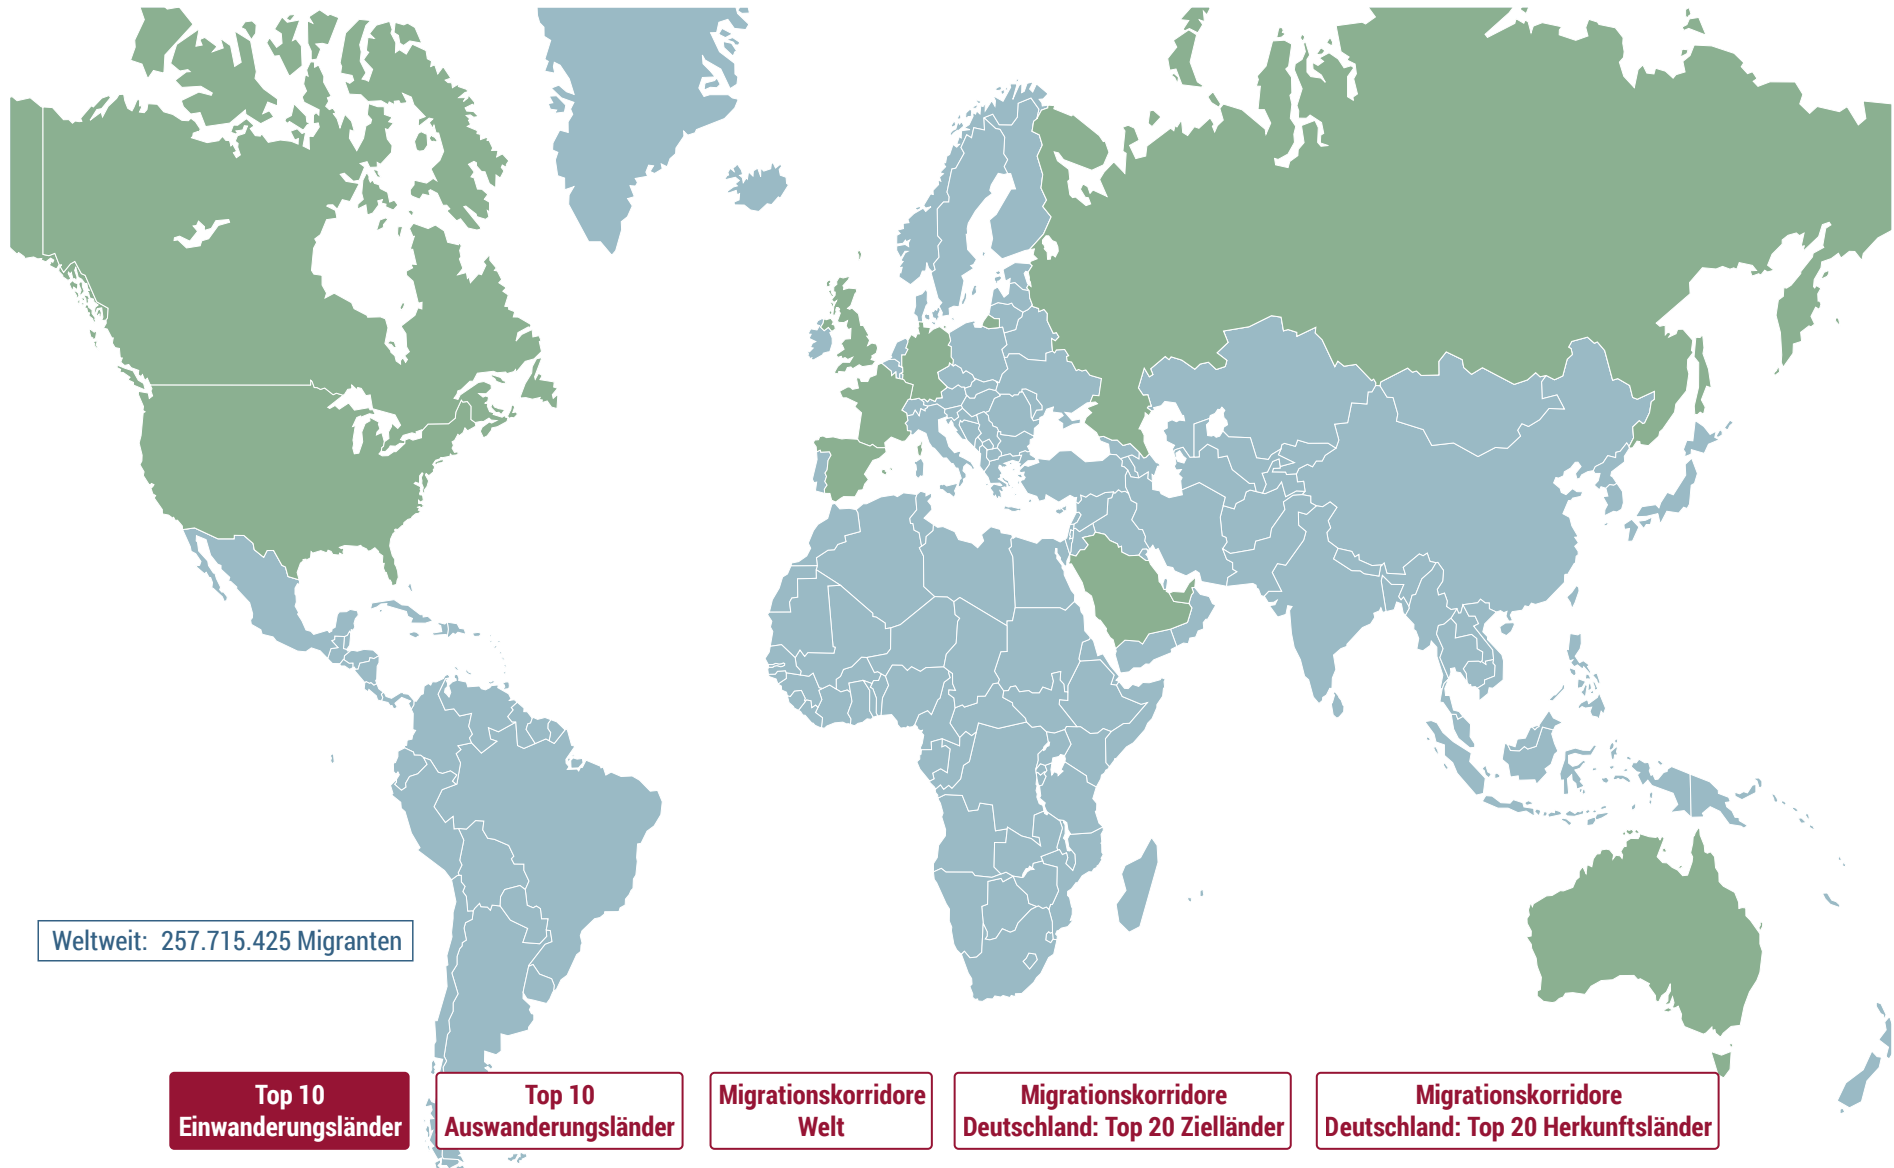 Weltweit: 257.715.425 Migranten
Top 10
Einwanderungsländer
Top 10
Auswanderungsländer
Migrationskorridore
Welt
Migrationskorridore
Deutschland: Top 20 Zielländer
Migrationskorridore
Deutschland: Top 20 Herkunftsländer